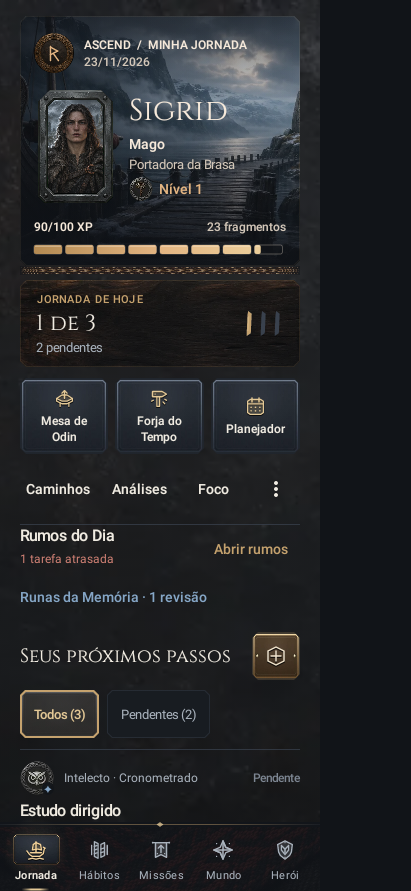 ASCEND / MINHA JORNADA
23/11/2026
Sigrid
Mago
Portadora da Brasa
Nível 1
90/100 XP
23 fragmentos
JORNADA DE HOJE
1 de 3
2 pendentes
Mesa de
Odin
Forja do
Tempo
Planejador
Caminhos
Análises
Foco
Rumos do Dia
1 tarefa atrasada
Abrir rumos
Runas da Memória · 1 revisão
Seus próximos passos
Todos (3)
Pendentes (2)
Intelecto · Cronometrado
Pendente
Estudo dirigido
Jornada
Hábitos
Missões
Mundo
Herói